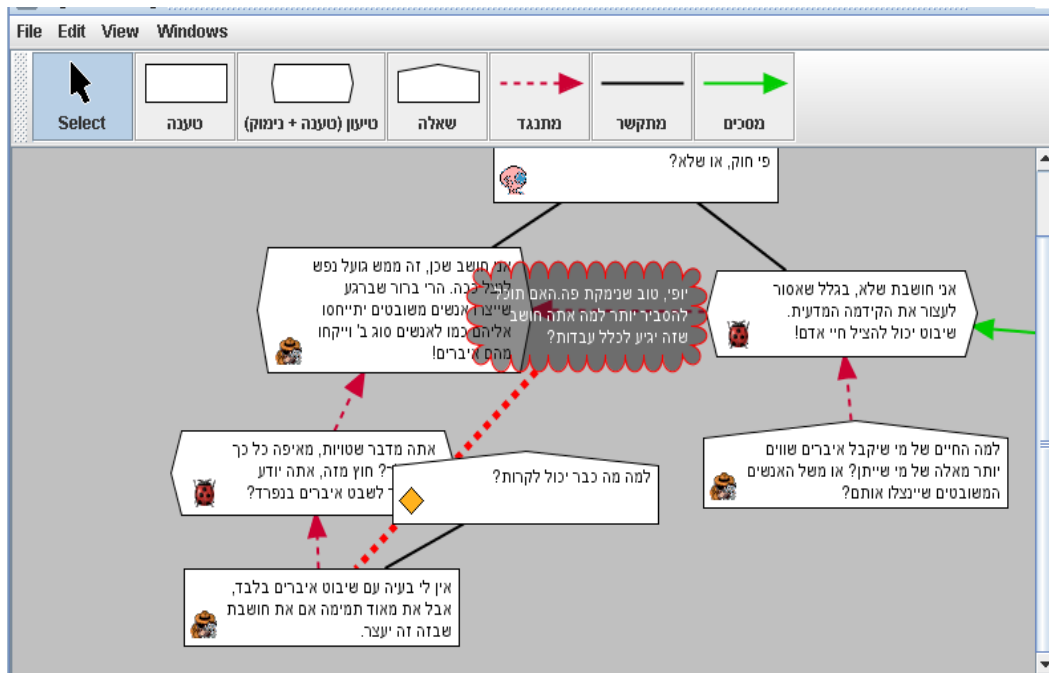 File Edit View Windows
Select
טענה
טיעון (טענה + נימוק)
שאלה
מתנגד
מתקשר
מסכים
פי חוק, או שלא?
אני חושב שכן, זה ממש גועל נפש
ככה. הרי ברור שברגע
שייצרו אנשים משובטים יתייחסו
אליהם כמו לאנשים סוג ב' וייקחו
מהם איברים!
יופי, טוב שנימקת פה.האם תוכל
להסביר יותר למה אתה חושב
שזה יגיע לכלל עבדות?
אני חושבת שלא, בגלל שאסור
לעצור את הקידמה המדעית.
שיבוט יכול להציל חיי אדם!
אתה מדבר שטויות, מאיפה כל כך
חוץ מזה, אתה יודע
לשבט איברים בנפרד?
למה מה כבר יכול לקרות?
למה החיים של מי שיקבל איברים שווים
יותר מאלה של מי שייתן? או משל האנשים
המשובטים שיינצלו אותם?
אין לי בעיה עם שיבוט איברים בלבד,
אבל את מאוד תמימה אם את חושבת
שבזה זה יעצר.